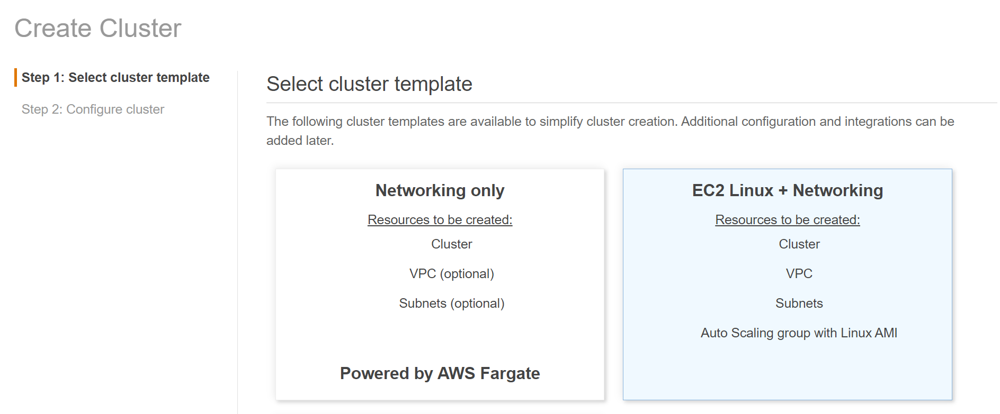 Create Cluster
Step 1: Select cluster template
Step 2: Configure cluster
Select cluster template
The following cluster templates are available to simplify cluster creation. Additional configuration and integrations can be
added later.
Networking only
Resources to be created:
Cluster
VPC (optional)
Subnets (optional)
Powered by AWS Fargate
EC2 Linux + Networking
Resources to be created:
Cluster
VPC
Subnets
Auto Scaling group with Linux AMI